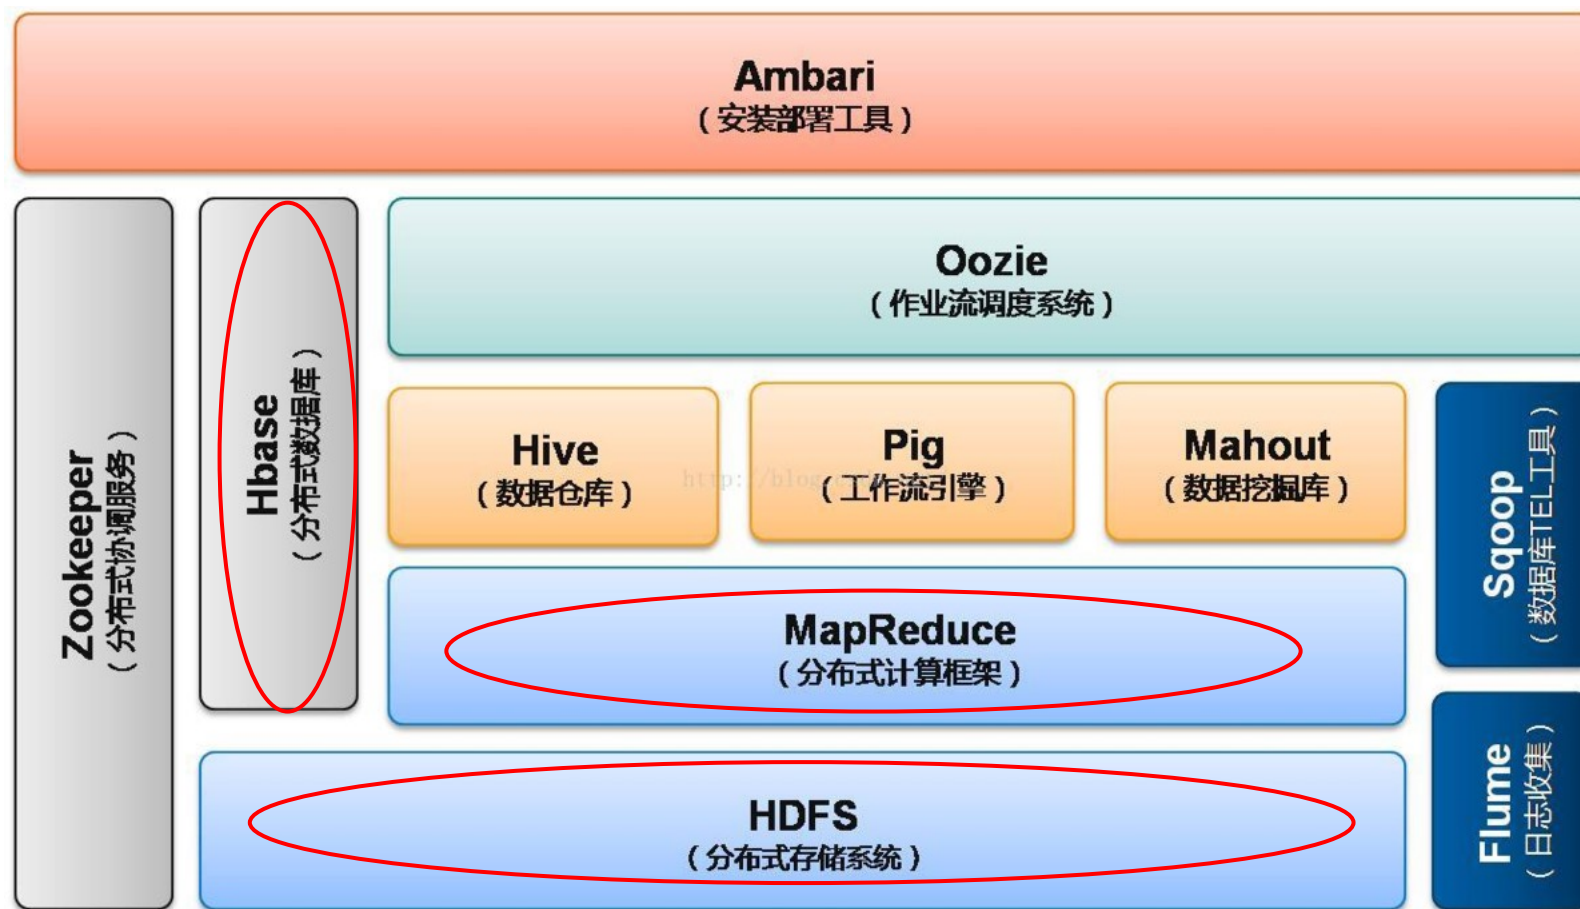 Ambari
（安装部署工具）
Zookeeper
（分布式协调服务）
Hbase
（分布式数据库）
Oozie
（作业流调度系统）
Hive
（数据仓库）
Pig
（工作流引擎）
Mahout
（数据挖掘库）
Sqoop
（数据库TEL工具）
MapReduce
（分布式计算框架）
HDFS
（分布式存储系统）
Flume
（日志收集）
http://blog